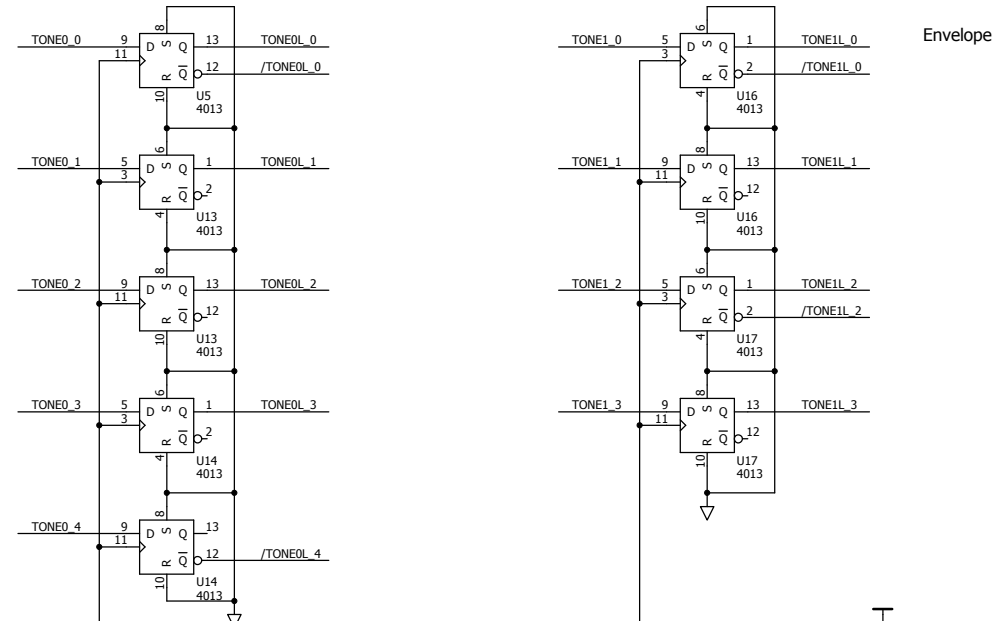 Envelope
8
TONE0_0 9 D S Q 13 TONE0L_0
11 R Q 12 /TONE0L_0
10 U5
4013
6
TONE0_1 5 D S Q 1 TONE0L_1
3 R Q 2
4 U13
4013
8
TONE0_2 9 D S Q 13 TONE0L_2
11 R Q 12
10 U13
4013
6
TONE0_3 5 D S Q 1 TONE0L_3
3 R Q 2
4 U14
4013
8
TONE0_4 9 D S Q 13
11 R Q 12 /TONE0L_4
10 U14
4013
6
TONE1_0 5 D S Q 1 TONE1L_0
3 R Q 2 /TONE1L_0
4 U16
4013
8
TONE1_1 9 D S Q 13 TONE1L_1
11 R Q 12
10 U16
4013
6
TONE1_2 5 D S Q 1 TONE1L_2
3 R Q 2 /TONE1L_2
4 U17
4013
8
TONE1_3 9 D S Q 13 TONE1L_3
11 R Q 12
10 U17
4013